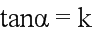 tanα = k